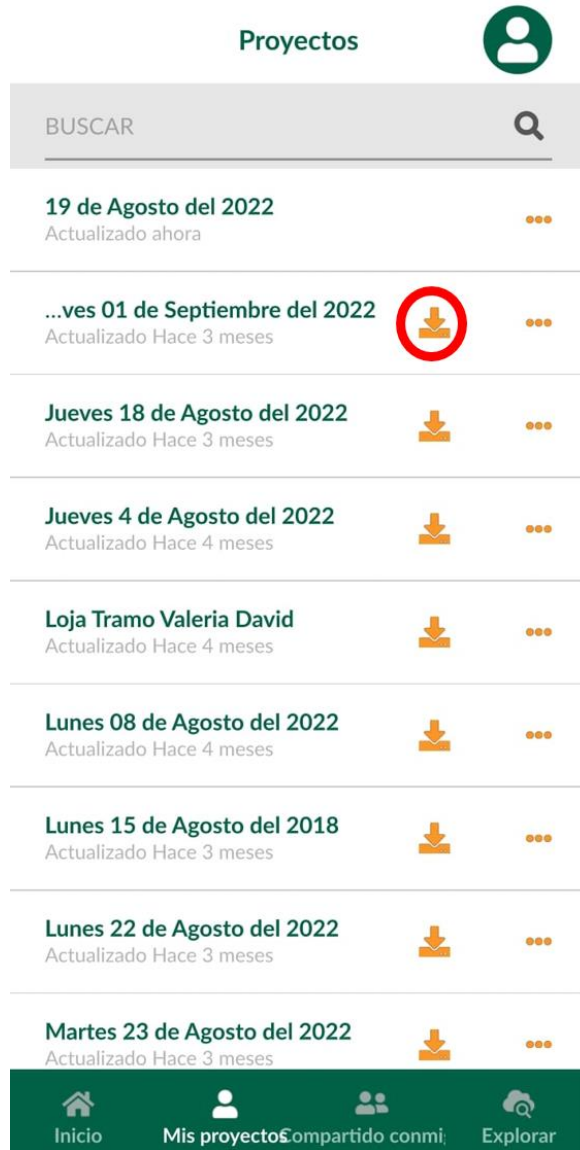 Proyectos
BUSCAR
19 de Agosto del 2022
Actualizado ahora
...ves 01 de Septiembre del 2022
Actualizado Hace 3 meses
Jueves 18 de Agosto del 2022
Actualizado Hace 3 meses
Jueves 4 de Agosto del 2022
Actualizado Hace 4 meses
Loja Tramo Valeria David
Actualizado Hace 4 meses
Lunes 08 de Agosto del 2022
Actualizado Hace 4 meses
Lunes 15 de Agosto del 2018
Actualizado Hace 3 meses
Lunes 22 de Agosto del 2022
Actualizado Hace 3 meses
Martes 23 de Agosto del 2022
Actualizado Hace 3 meses
Inicio Mis proyectos Compartido conmi Explorar